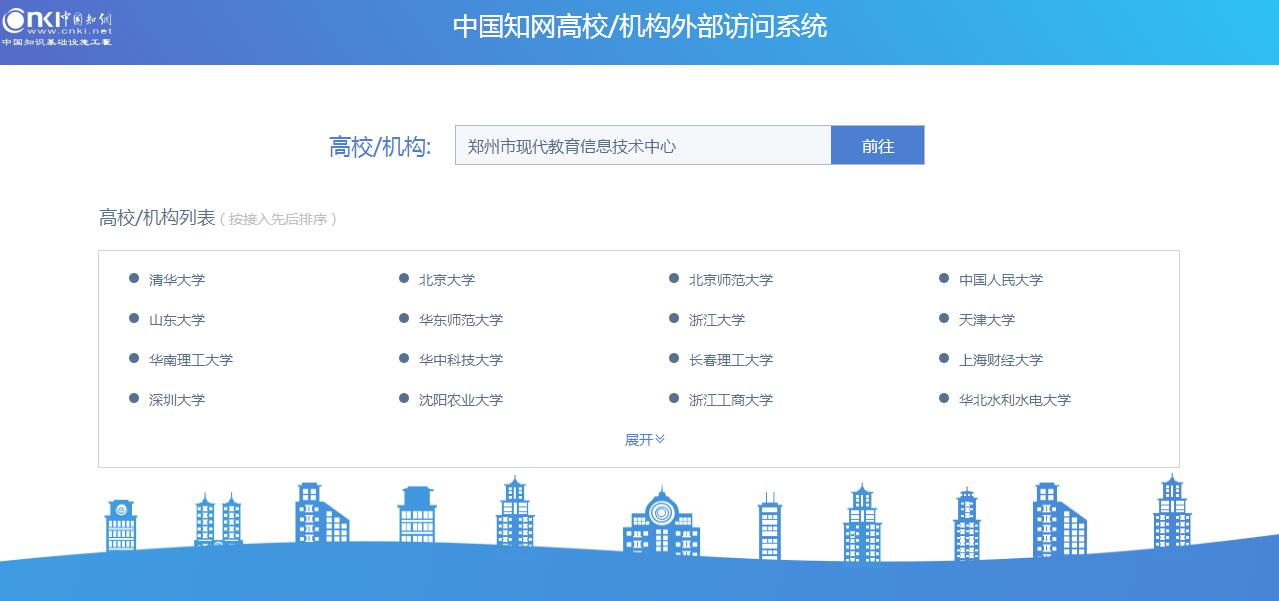 cnki中国知网
www.cnki.net
中国知识基础设施工程
中国知网高校/机构外部访问系统
高校/机构:
郑州市现代教育信息技术中心
前往
高校/机构列表 (按接入先后排序)
清华大学 北京大学 北京师范大学 中国人民大学
山东大学 华东师范大学 浙江大学 天津大学
华南理工大学 华中科技大学 长春理工大学 上海财经大学
深圳大学 沈阳农业大学 浙江工商大学 华北水利水电大学
展开